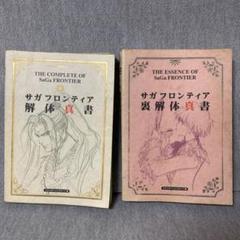 THE COMPLETE OF
SaGa FRONTIER
サガ フロンティア
解体真書
THE ESSENCE OF
SaGa FRONTIER
サガ フロンティア
裏解体真書